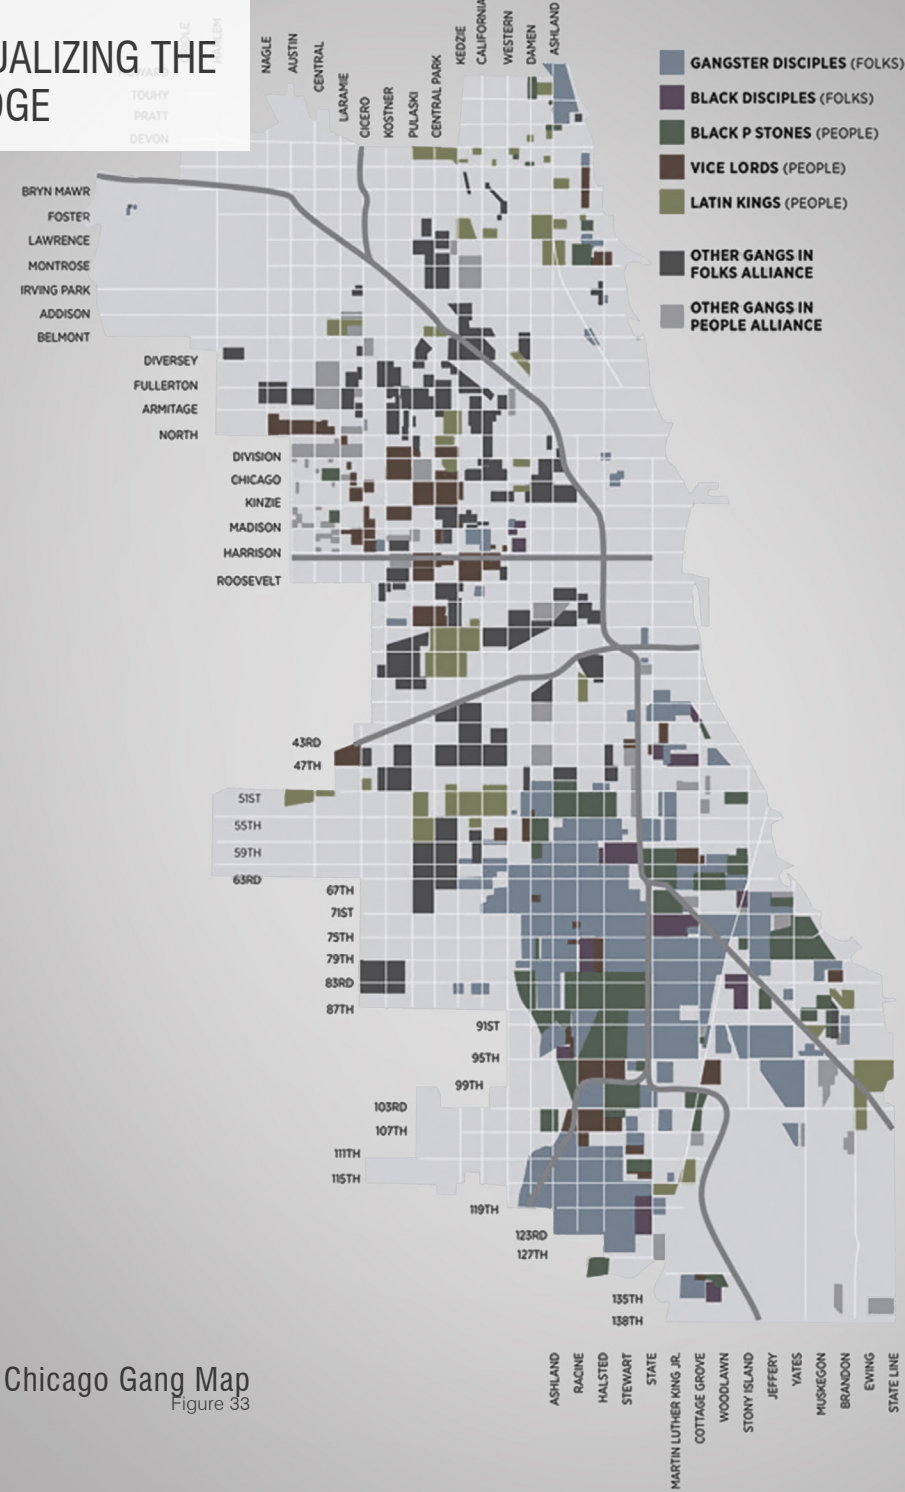 UALIZING THE
DGE
HOWARD
TOUHY
PRATT
DEVON
NAGLE
AUSTIN
CENTRAL
LARAMIE
CICERO
KOSTNER
PULASKI
CENTRAL PARK
KEDZIE
CALIFORNIA
WESTERN
DAMEN
ASHLAND
GANGSTER DISCIPLES (FOLKS)
BLACK DISCIPLES (FOLKS)
BLACK P STONES (PEOPLE)
VICE LORDS (PEOPLE)
LATIN KINGS (PEOPLE)
OTHER GANGS IN
FOLKS ALLIANCE
OTHER GANGS IN
PEOPLE ALLIANCE
BRYN MAWR
FOSTER
LAWRENCE
MONTROSE
IRVING PARK
ADDISON
BELMONT
DIVERSEY
FULLERTON
ARMITAGE
NORTH
DIVISION
CHICAGO
KINZIE
MADISON
HARRISON
ROOSEVELT
43RD
47TH
51ST
55TH
59TH
63RD
67TH
71ST
75TH
79TH
83RD
87TH
91ST
95TH
99TH
103RD
107TH
111TH
115TH
119TH
123RD
127TH
135TH
138TH
ASHLAND
RACINE
HALSTED
STEWART
STATE
MARTIN LUTHER KING JR.
COTTAGE GROVE
WOODLAWN
STONY ISLAND
JEFFERY
YATES
MUSKEGON
BRANDON
EWING
STATE LINE
Chicago Gang Map
Figure 33